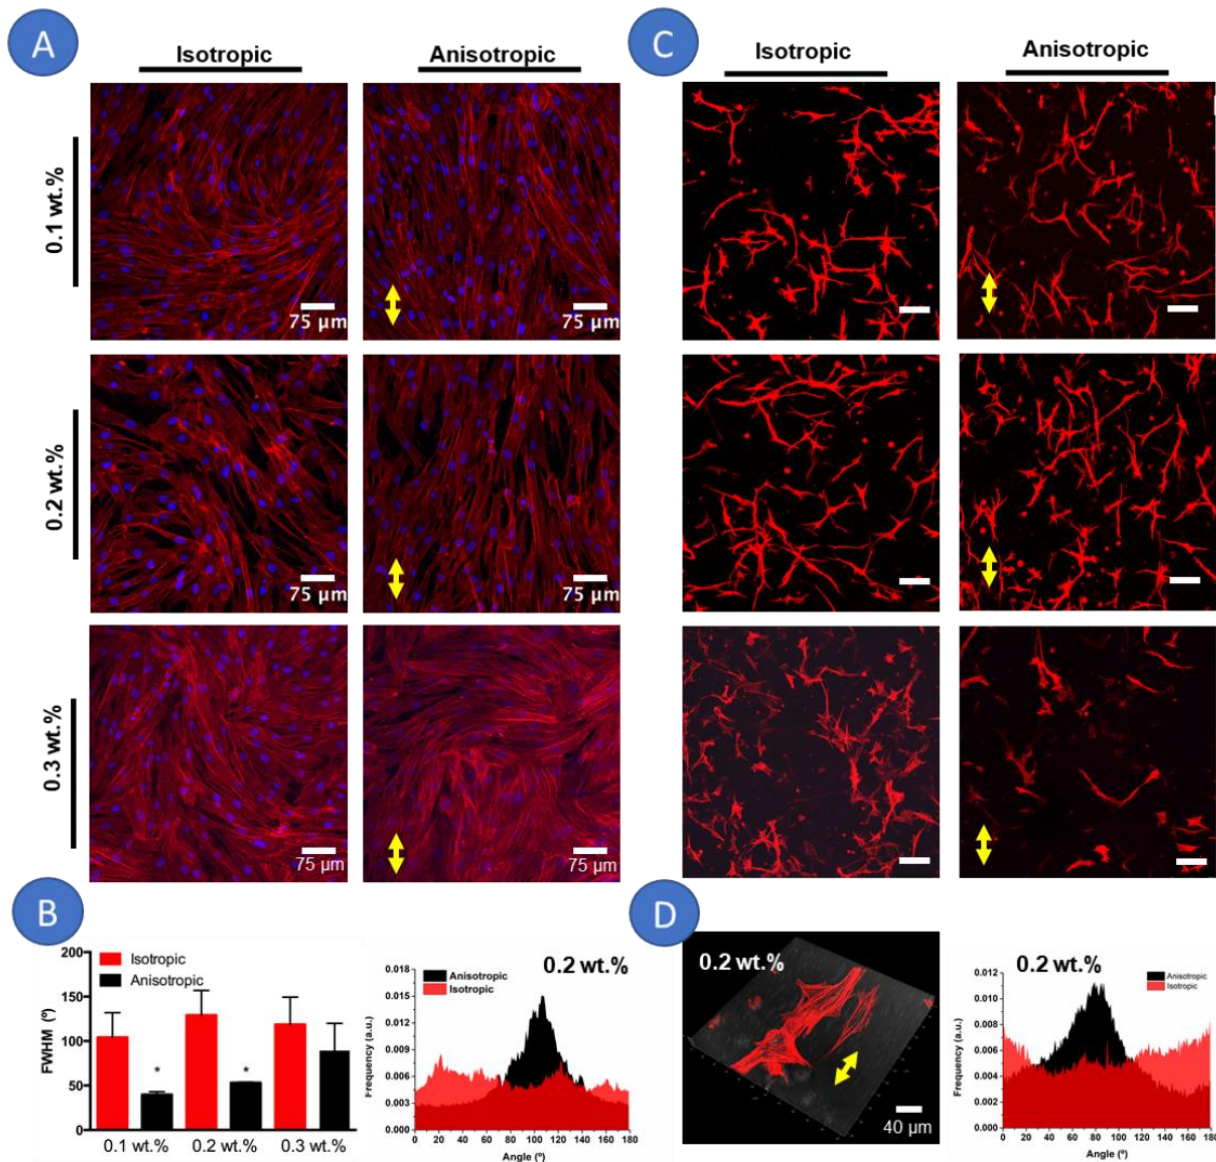 A
Isotropic
Anisotropic
0.1 wt.%
75 µm
75 µm
0.2 wt.%
75 µm
75 µm
0.3 wt.%
75 µm
75 µm
C
Isotropic
Anisotropic
B
FWHM (º)
200
150
100
50
0
Isotropic
Anisotropic
*
*
0.1 wt.%
0.2 wt.%
0.3 wt.%
Frequency (a.u.)
0.018
0.015
0.012
0.009
0.006
0.003
0.000
Anisotropic
Isotropic
0.2 wt.%
0 20 40 60 80 100 120 140 160 180
Angle (º)
D
0.2 wt.%
40 µm
Frequency (a.u.)
0.012
0.010
0.008
0.006
0.004
0.002
0.000
0.2 wt.%
Anisotropic
Isotropic
0 20 40 60 80 100 120 140 160 180
Angle (º)